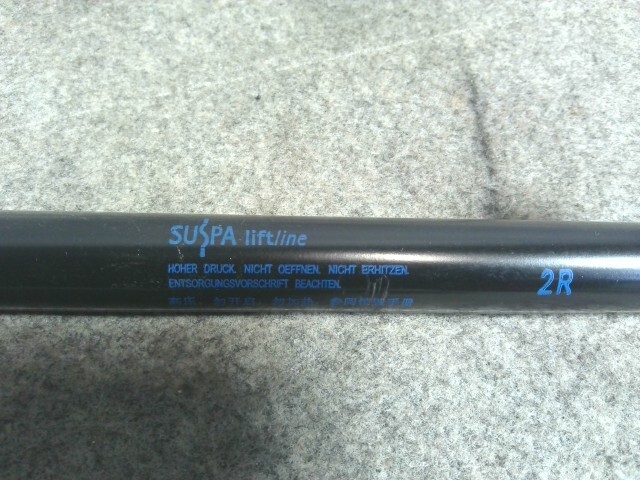 SUSPA liftline
HOHER DRUCK. NICHT OEFFNEN. NICHT ERHITZEN.
ENTSORGUNGSVORSCHRIFT BEACHTEN.
2R